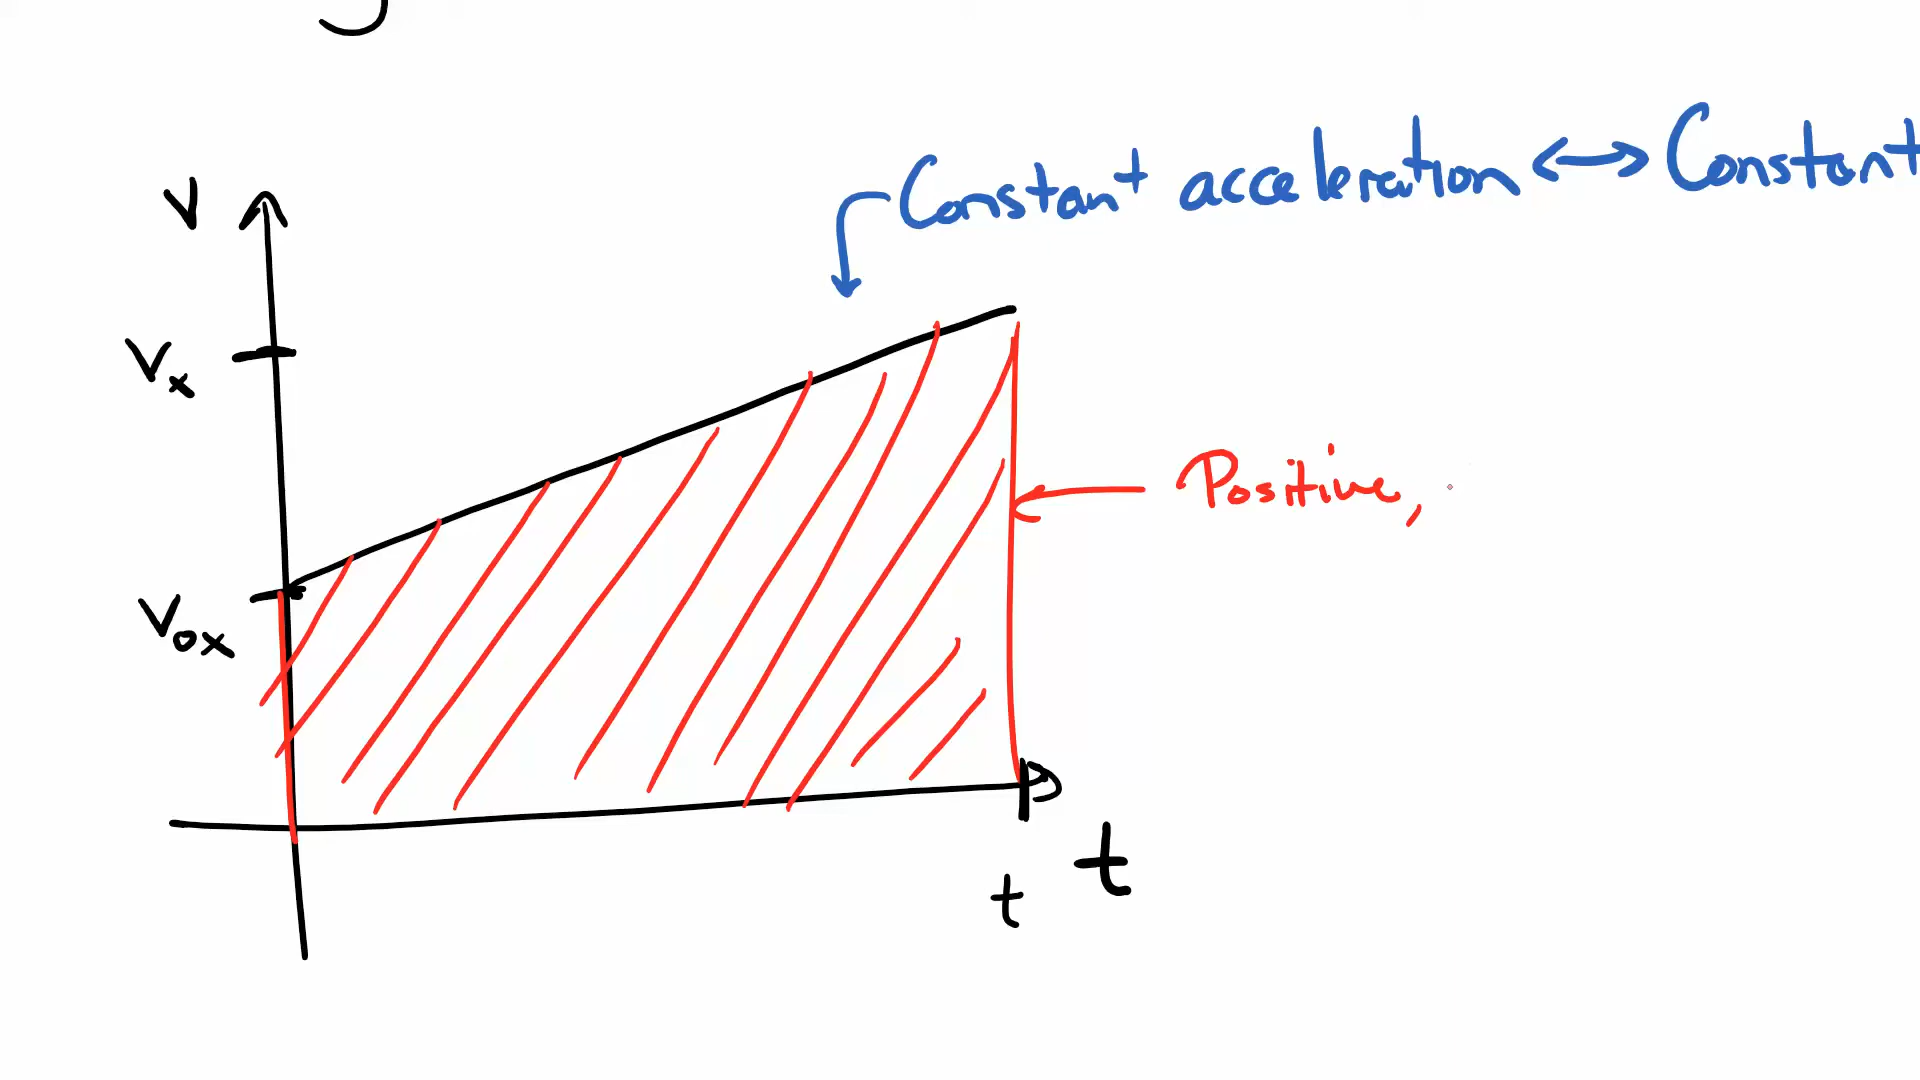 Constant acceleration ↔ Constant
V
Vx
Positive,
Vox
t
t